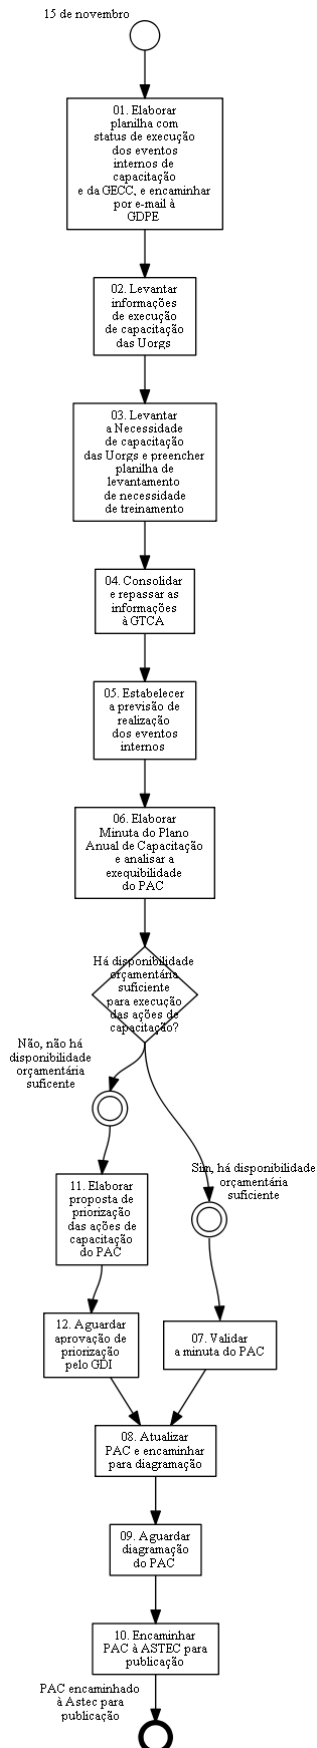 15 de novembro
01. Elaborar
planilha com
status de execução
dos eventos
internos de
capacitação
e da GECC, e encaminhar
por e-mail à
GDPE
02. Levantar
informações
de execução
de capacitação
das Uorgs
03. Levantar
a Necessidade
de capacitação
das Uorgs e preencher
planilha de
levantamento
de necessidade
de treinamento
04. Consolidar
e repassar as
informações
à GTCA
05. Estabelecer
a previsão de
realização
dos eventos
internos
06. Elaborar
Minuta do Plano
Anual de Capacitação
e analisar a
exequibilidade
do PAC
Há disponibilidade
orçamentária
suficiente
para execução
das ações de
capacitação?
Não, não há
disponibilidade
orçamentária
suficente
Sim, há disponibilidade
orçamentária
suficiente
11. Elaborar
proposta de
priorização
das ações de
capacitação
do PAC
12. Aguardar
aprovação de
priorização
pelo GDI
07. Validar
a minuta do PAC
08. Atualizar
PAC e encaminhar
para diagramação
09. Aguardar
diagramação
do PAC
10. Encaminhar
PAC à ASTEC para
publicação
PAC encaminhado
à Astec para
publicação